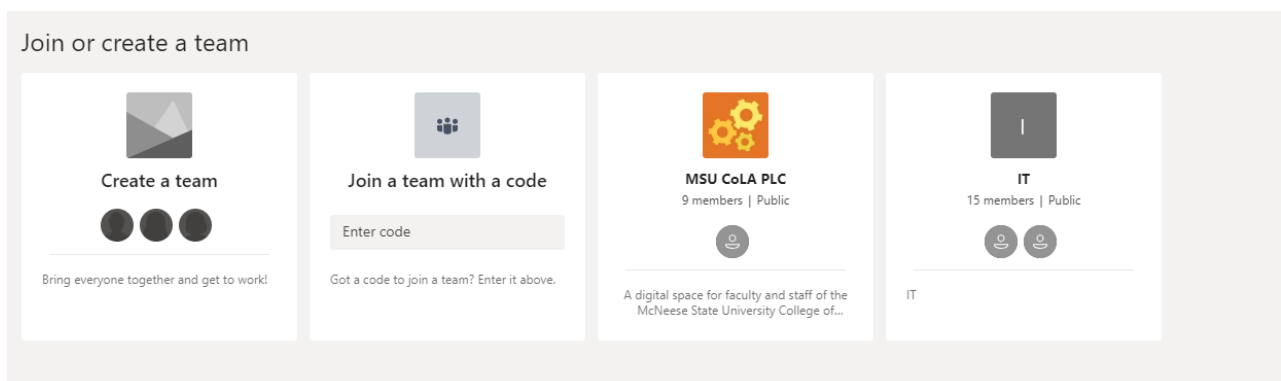 Join or create a team
Create a team
Bring everyone together and get to work!
Join a team with a code
Enter code
Got a code to join a team? Enter it above.
MSU CoLA PLC
9 members | Public
A digital space for faculty and staff of the
McNeese State University College of...
I
IT
15 members | Public
IT